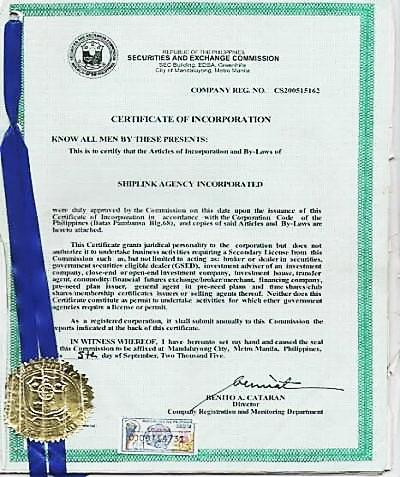 REPUBLIC OF THE PHILIPPINES
SECURITIES AND EXCHANGE COMMISSION
SEC Building, EDSA, Greenhills
City of Mandaluyong, Metro Manila
COMPANY REG. NO. CS200515162
CERTIFICATE OF INCORPORATION
KNOW ALL MEN BY THESE PRESENTS:
This is to certify that the Articles of Incorporation and By-Laws of
SHIPLINK AGENCY INCORPORATED
were duly approved by the Commission on this date upon the issuance of this
Certificate of Incorporation in accordance with the Corporation Code of the
Philippines (Batas Pambansa Blg.68), and copies of said Articles and By-Laws are
hereto attached.
This Certificate grants juridical personality to the corporation but does not
authorize it to undertake business activities requiring a Secondary License from this
Commission such as, but not limited to acting as: broker or dealer in securities,
government securities eligible dealer (GSED), investment adviser of an investment
company, close-end or open-end investment company, investment house, transfer
agent, commodity/financial futures exchange/broker/merchant, financing company,
pre-need plan issuer, general agent in pre-need plans and time shares/club
shares/membership certificates issuers or selling agents thereof. Neither does this
Certificate constitute as permit to undertake activities for which other government
agencies require a license or permit.
As a registered corporation, it shall submit annually to this Commission the
reports indicated at the back of this certificate.
IN WITNESS WHEREOF, I have hereunto set my hand and caused the seal
of this Commission to be affixed at Mandaluyong City, Metro Manila, Philippines,
this 5th day of September, Two Thousand Five.
BENITO A. CATARAN
Director
Company Registration and Monitoring Department